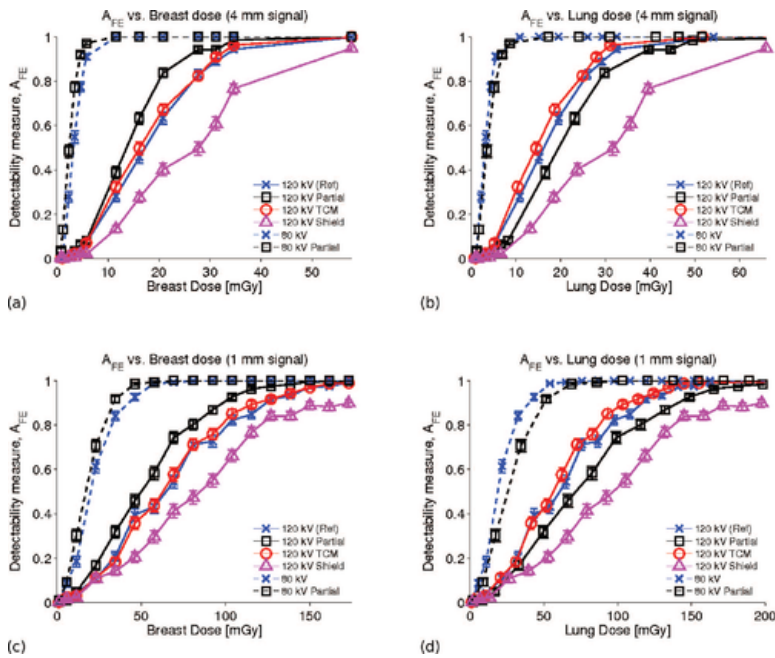 A_FE vs. Breast dose (4 mm signal)
Detectability measure, A_FE
1
0.8
0.6
0.4
0.2
0
0 10 20 30 40 50
Breast Dose [mGy]
120 kV (Ref)
120 kV Partial
120 kV TCM
120 kV Shield
80 kV
80 kV Partial
(a)
A_FE vs. Lung dose (4 mm signal)
Detectability measure, A_FE
1
0.8
0.6
0.4
0.2
0
0 10 20 30 40 50 60
Lung Dose [mGy]
120 kV (Ref)
120 kV Partial
120 kV TCM
120 kV Shield
80 kV
80 kV Partial
(b)
A_FE vs. Breast dose (1 mm signal)
Detectability measure, A_FE
1
0.8
0.6
0.4
0.2
0
0 50 100 150
Breast Dose [mGy]
120 kV (Ref)
120 kV Partial
120 kV TCM
120 kV Shield
80 kV
80 kV Partial
(c)
A_FE vs. Lung dose (1 mm signal)
Detectability measure, A_FE
1
0.8
0.6
0.4
0.2
0
0 50 100 150 200
Lung Dose [mGy]
120 kV (Ref)
120 kV Partial
120 kV TCM
120 kV Shield
80 kV
80 kV Partial
(d)